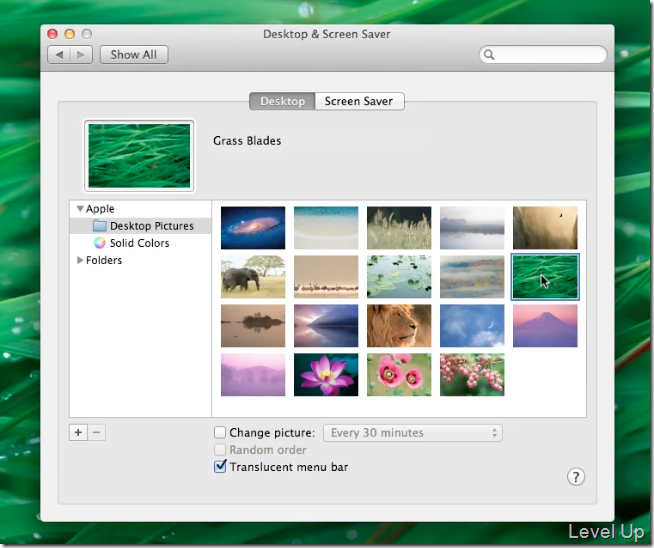 Desktop & Screen Saver
Show All
Desktop Screen Saver
Grass Blades
Apple
Desktop Pictures
Solid Colors
Folders
+ −
Change picture: Every 30 minutes
Random order
Translucent menu bar
?
Level Up